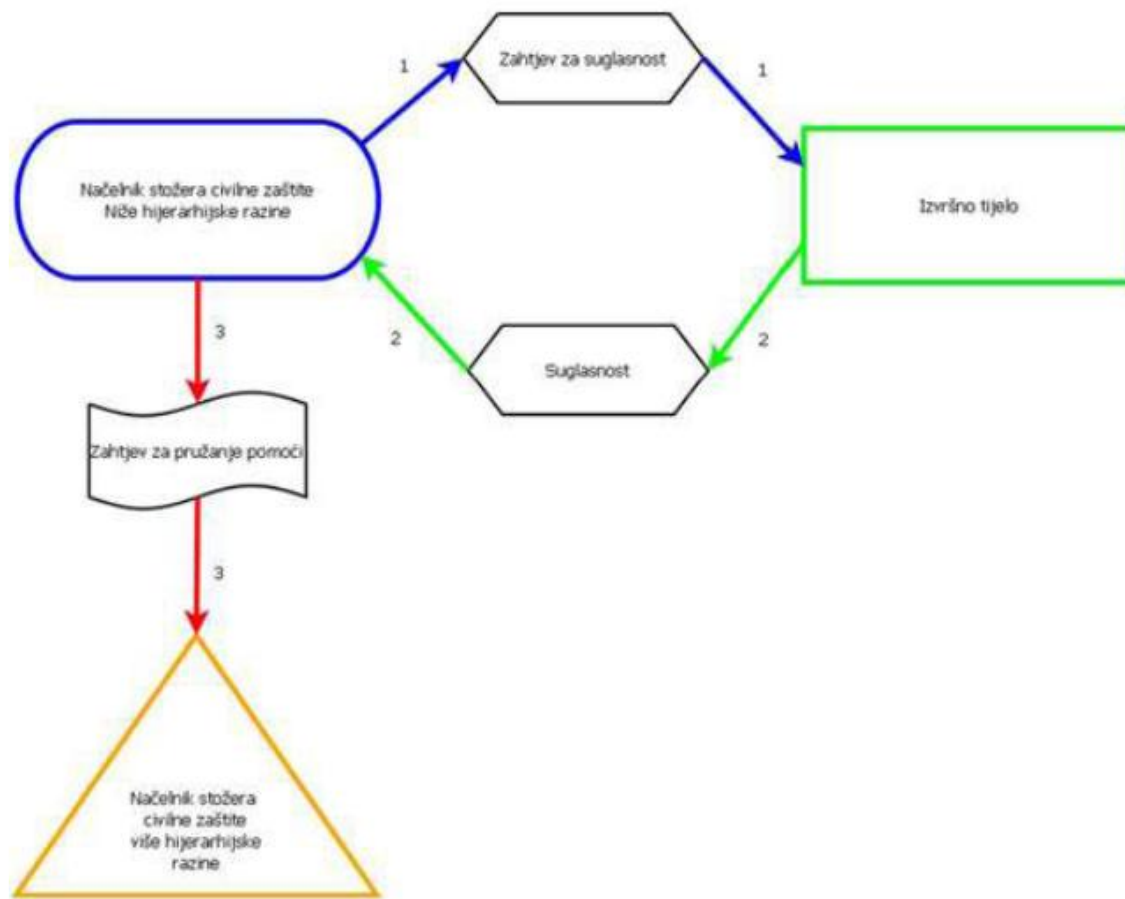 Zahtjev za suglasnost
1
1
Načelnik stožera civilne zaštite
Niže hijerarhijske razine
Izvršno tijelo
3
2
2
Suglasnost
Zahtjev za pružanje pomoći
3
Načelnik stožera
civilne zaštite
više hijerarhijske
razine